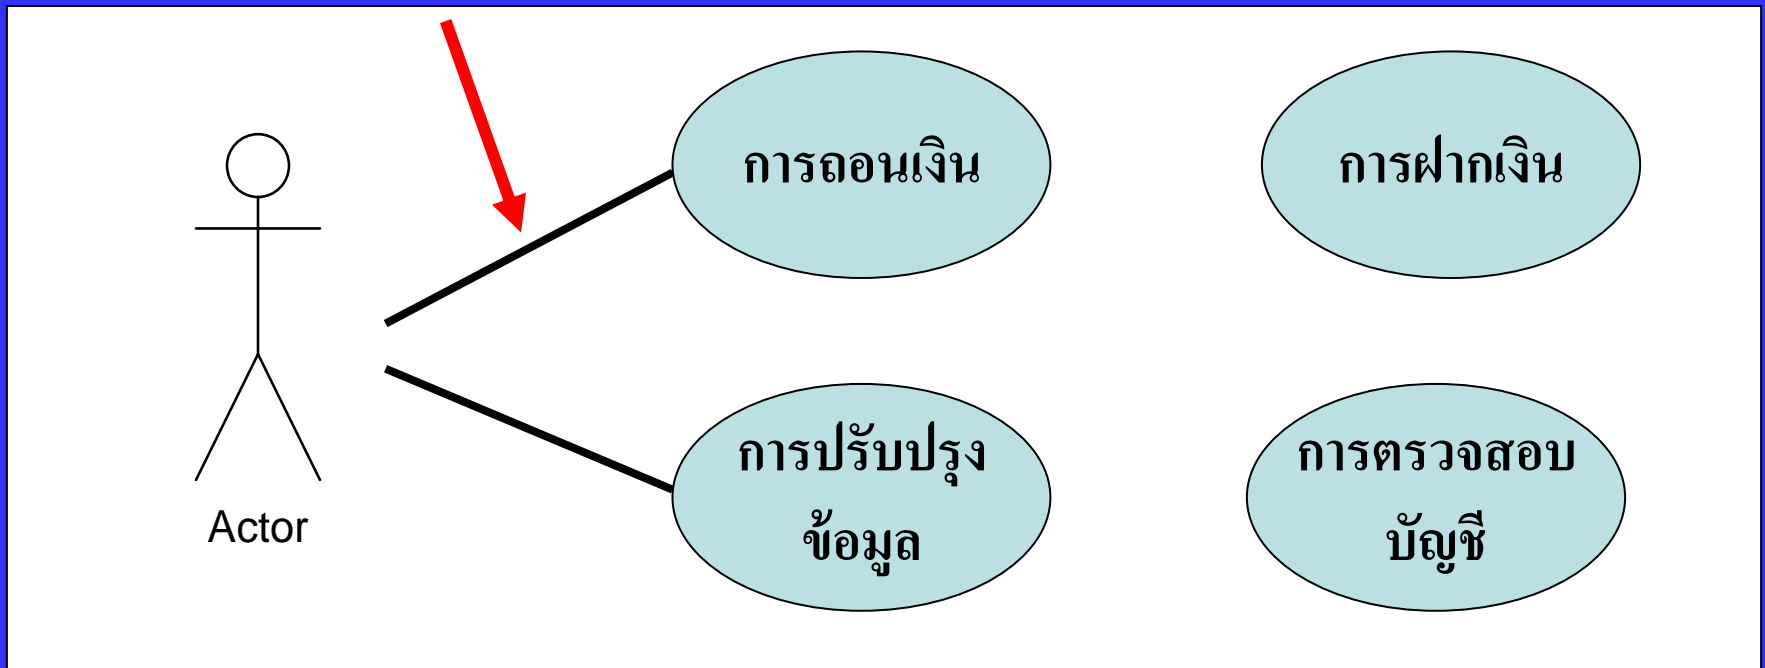 การถอนเงิน
การฝากเงิน
การปรับปรุง
ข้อมูล
การตรวจสอบ
บัญชี
Actor